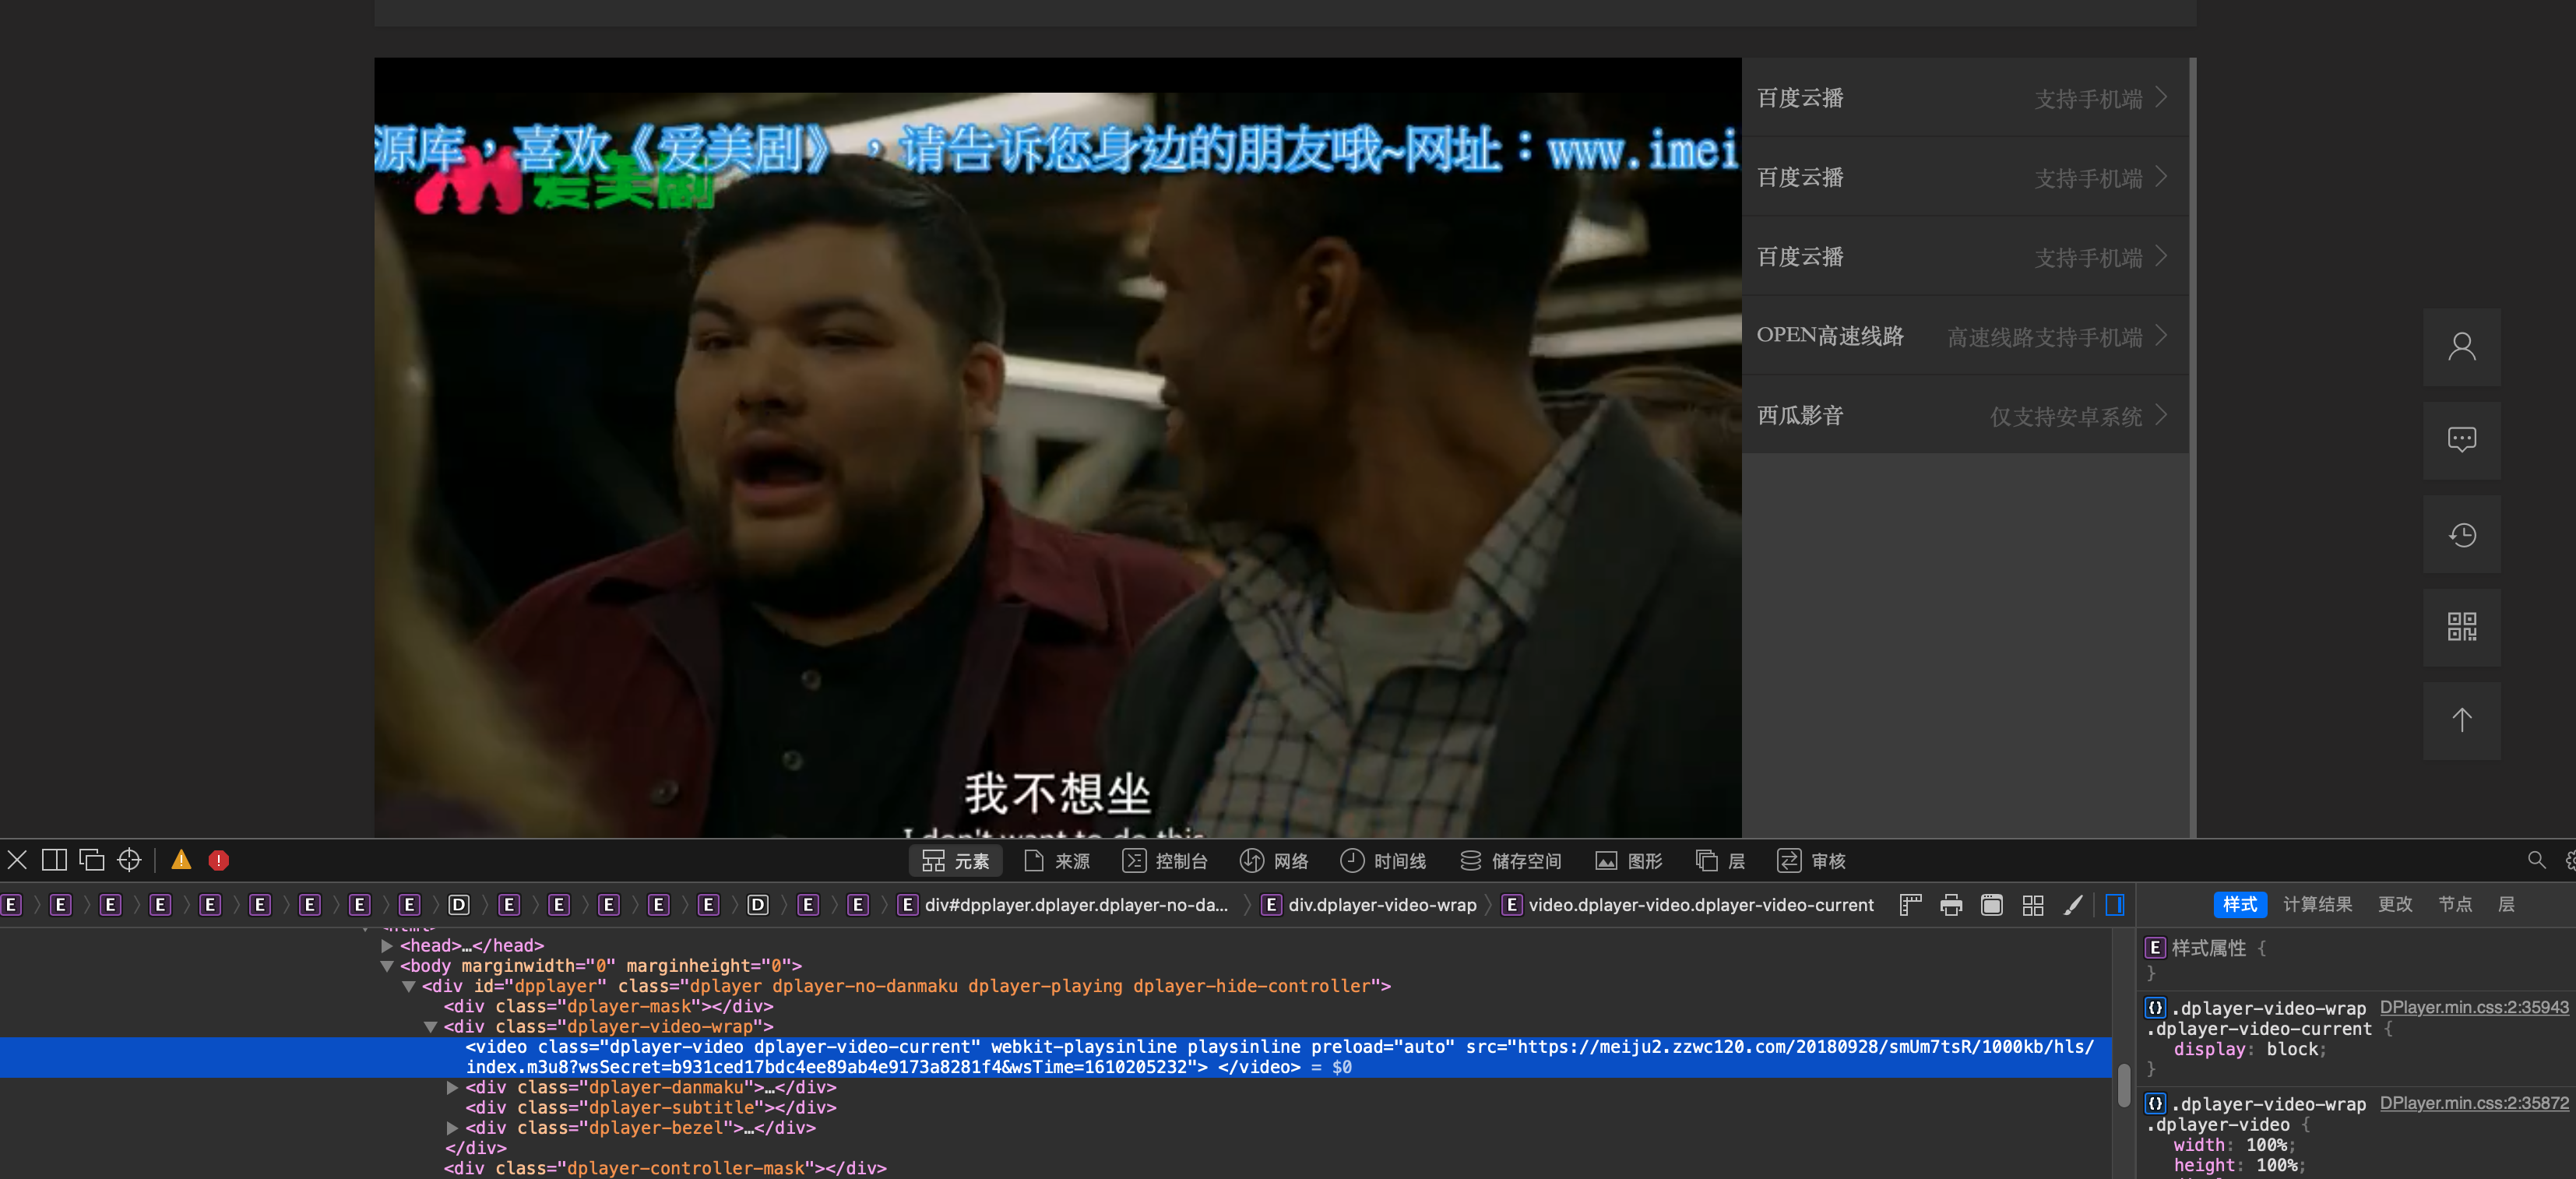 源库，喜欢《爱美剧》，请告诉您身边的朋友哦~网址：www.imei
爱美剧
我不想坐
I don't want to do this
百度云播 支持手机端
百度云播 支持手机端
百度云播 支持手机端
OPEN高速线路 高速线路支持手机端
西瓜影音 仅支持安卓系统
元素 来源 控制台 网络 时间线 储存空间 图形 层 审核
E E E E E E E E E D E E E E E D E E E div#dpplayer.dplayer.dplayer-no-da... E div.dplayer-video-wrap E video.dplayer-video.dplayer-video-current
<html>
<head>…</head>
<body marginwidth="0" marginheight="0">
<div id="dpplayer" class="dplayer dplayer-no-danmaku dplayer-playing dplayer-hide-controller">
<div class="dplayer-mask"></div>
<div class="dplayer-video-wrap">
<video class="dplayer-video dplayer-video-current" webkit-playsinline playsinline preload="auto" src="https://meiju2.zzwc120.com/20180928/smUm7tsR/1000kb/hls/
index.m3u8?wsSecret=b931ced17bdc4ee89ab4e9173a8281f4&wsTime=1610205232"> </video> = $0
<div class="dplayer-danmaku">…</div>
<div class="dplayer-subtitle"></div>
<div class="dplayer-bezel">…</div>
</div>
<div class="dplayer-controller-mask"></div>
样式 计算结果 更改 节点 层
E 样式属性 {
}
{} .dplayer-video-wrap DPlayer.min.css:2:35943
.dplayer-video-current {
display: block;
}
{} .dplayer-video-wrap DPlayer.min.css:2:35872
.dplayer-video {
width: 100%;
height: 100%;